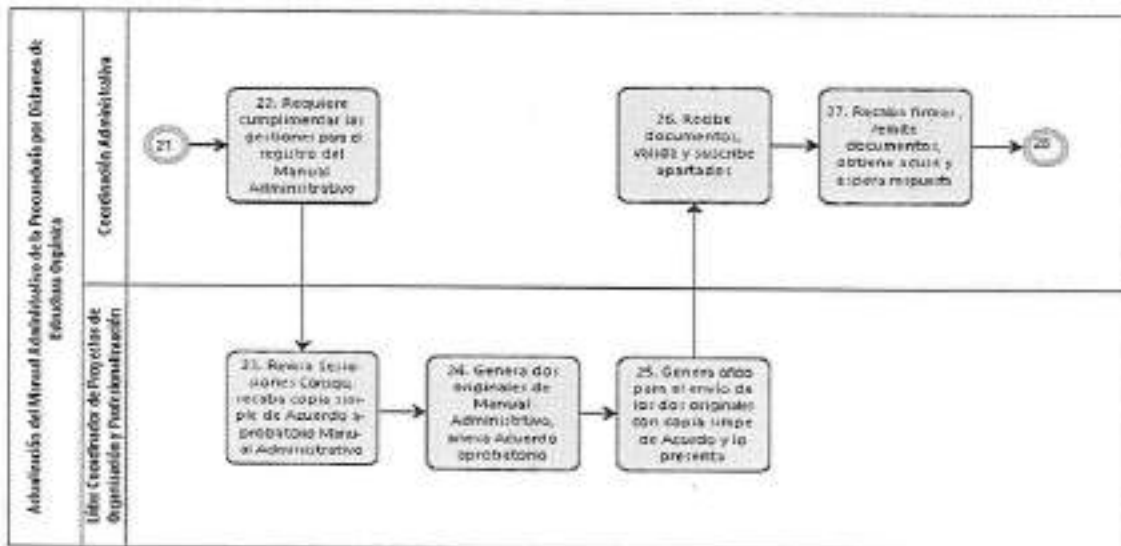 Actualización del Manual Administrativo de la Procuraduría por Dictamen de
Estructura Orgánica
Coordinación Administrativa
21
22. Requiere
cumplimentar las
gestiones para el
registro del
Manual
Administrativo
26. Recibe
documentos,
valida y suscribe
apartados
27. Recaba firmas,
remite
documentos,
obtiene acuse y
espera respuesta
28
Líder Coordinador de Proyectos de
Organización y Profesionalización
23. Revisa
siones Consejo,
recaba copia sim-
ple de Acuerdo a-
probatorio Manu-
al Administrativo
24. Genera dos
originales de
Manual
Administrativo,
anexa Acuerdo
aprobatorio
25. Genera oficio
para el envío de
los dos originales
con copia simple
de Acuerdo y lo
presenta